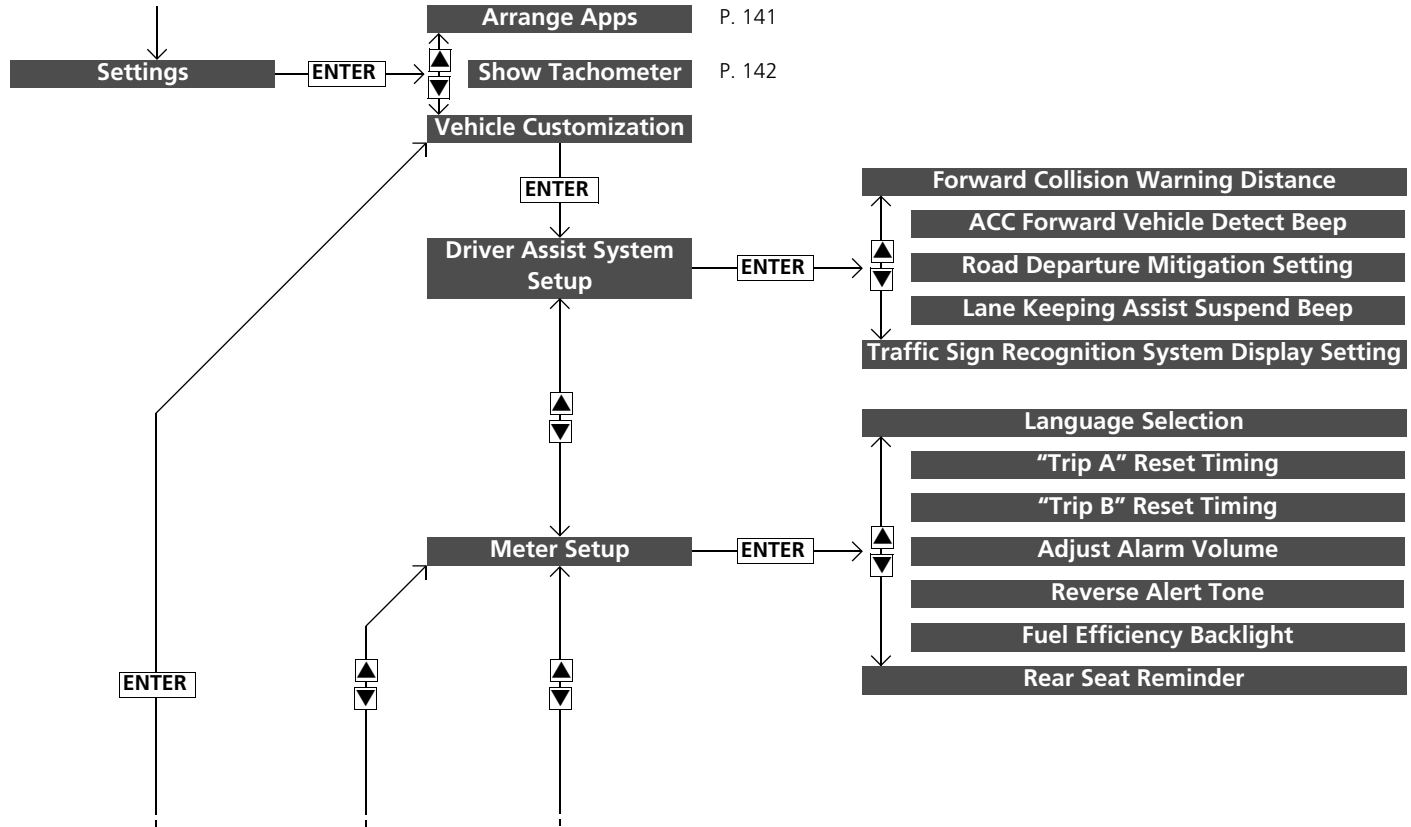 Arrange Apps P. 141
Settings ENTER Show Tachometer P. 142
Vehicle Customization
ENTER
Driver Assist System
Setup
ENTER
Forward Collision Warning Distance
ACC Forward Vehicle Detect Beep
Road Departure Mitigation Setting
Lane Keeping Assist Suspend Beep
Traffic Sign Recognition System Display Setting
Meter Setup ENTER
Language Selection
“Trip A” Reset Timing
“Trip B” Reset Timing
Adjust Alarm Volume
Reverse Alert Tone
Fuel Efficiency Backlight
Rear Seat Reminder
ENTER